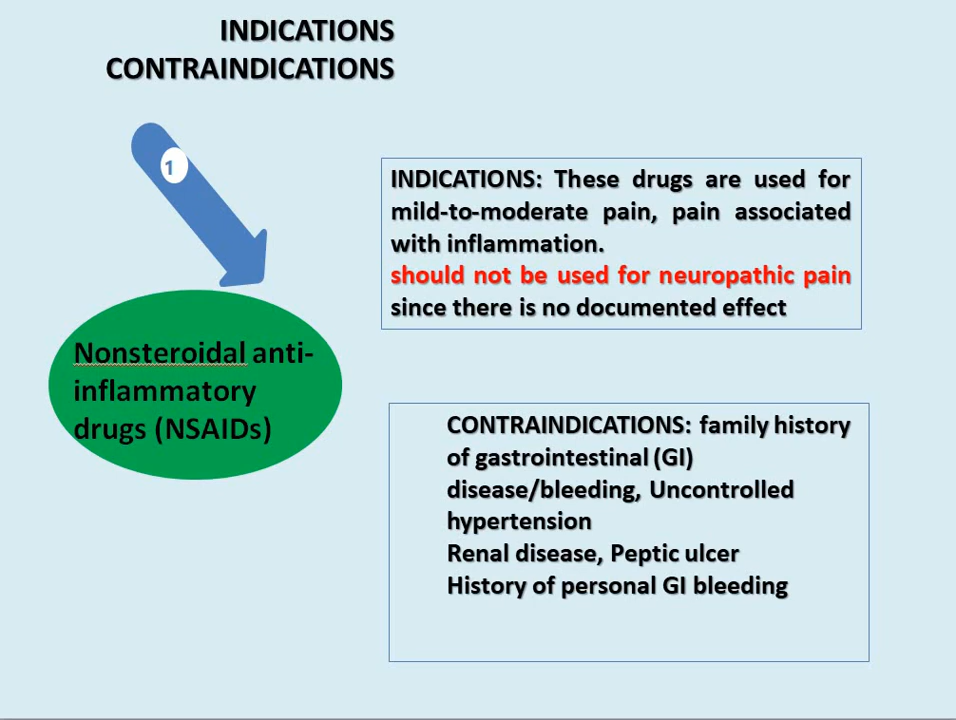 INDICATIONS
CONTRAINDICATIONS
1
Nonsteroidal anti-
inflammatory
drugs (NSAIDs)
INDICATIONS: These drugs are used for
mild-to-moderate pain, pain associated
with inflammation.
should not be used for neuropathic pain
since there is no documented effect
CONTRAINDICATIONS: family history
of gastrointestinal (GI)
disease/bleeding, Uncontrolled
hypertension
Renal disease, Peptic ulcer
History of personal GI bleeding